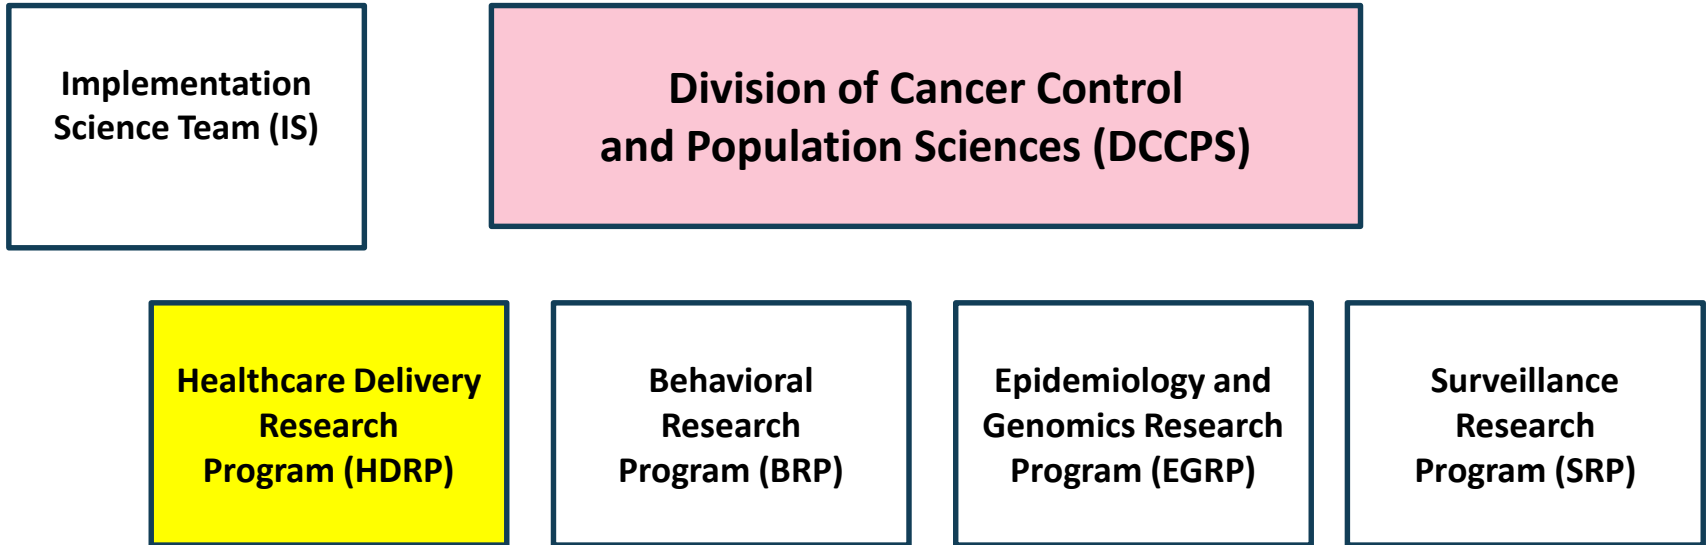 Implementation
Science Team (IS)
Division of Cancer Control
and Population Sciences (DCCPS)
Healthcare Delivery
Research
Program (HDRP)
Behavioral
Research
Program (BRP)
Epidemiology and
Genomics Research
Program (EGRP)
Surveillance
Research
Program (SRP)